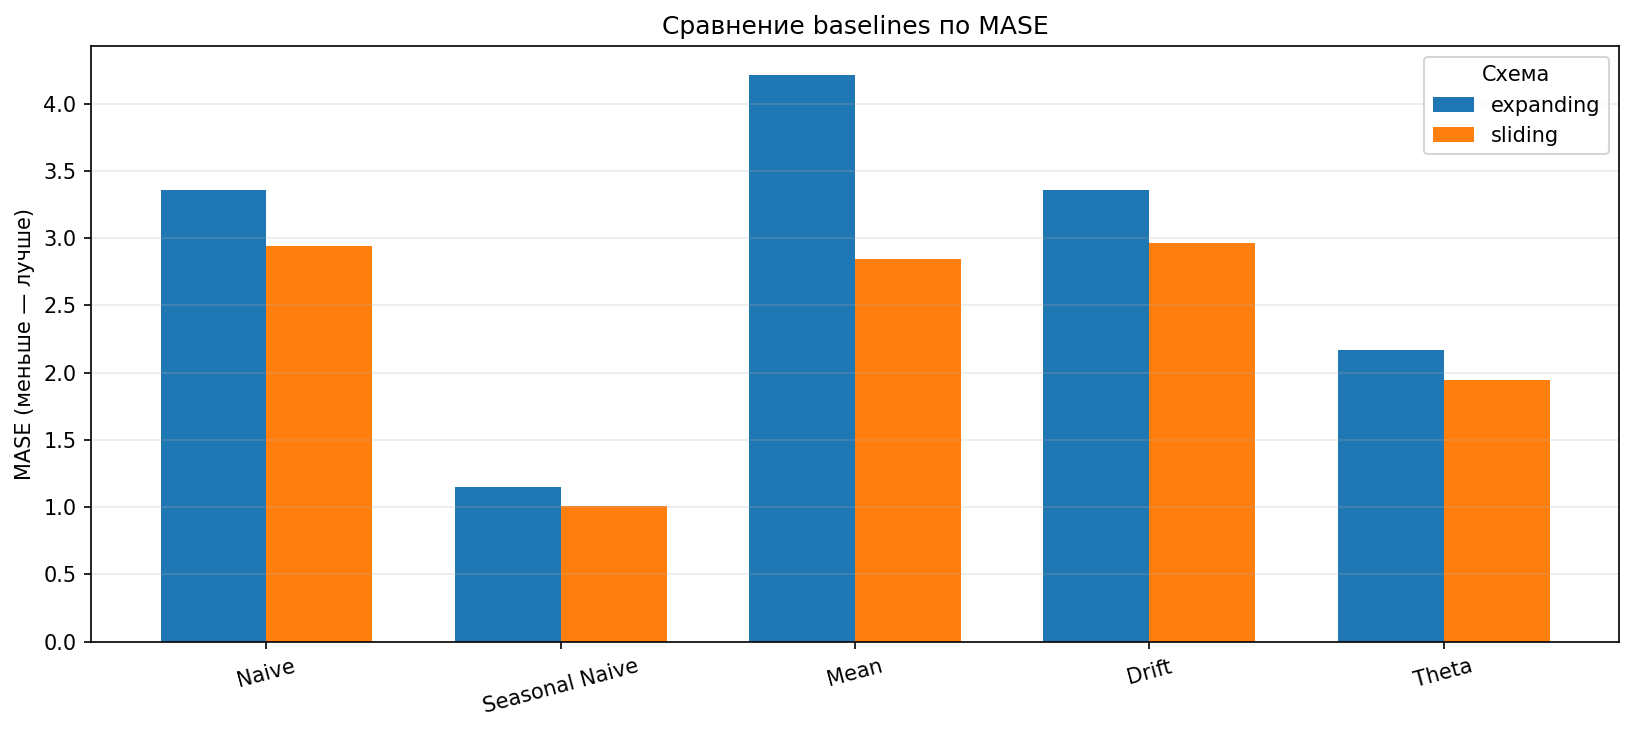 Сравнение baselines по MASE
Схема
expanding
sliding
MASE (меньше — лучше)
4.0
3.5
3.0
2.5
2.0
1.5
1.0
0.5
0.0
Naive
Seasonal Naive
Mean
Drift
Theta